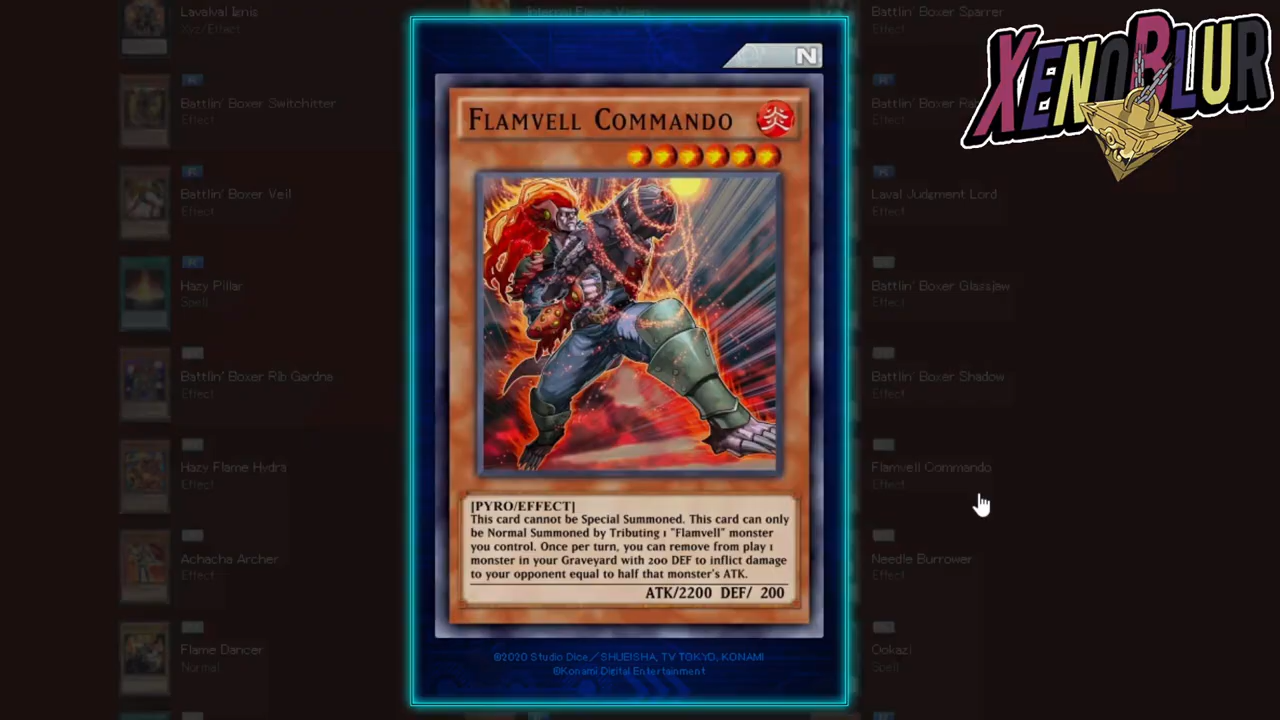 Lavalval Ignis
Xyz/Effect
Battlin' Boxer Sparrer
Effect
XENOBLUR
N
R
Battlin' Boxer Switchitter
Effect
R
Effect
FLAMVELL COMMANDO 炎
R
Battlin' Boxer Veil
Effect
R
Laval Judgment Lord
Effect
R
Hazy Pillar
Spell
Battlin' Boxer Glassjaw
Effect
Battlin' Boxer Rib Gardna
Effect
Battlin' Boxer Shadow
Effect
Hazy Flame Hydra
Effect
Flamvell Commando
Effect
[PYRO/EFFECT]
This card cannot be Special Summoned. This card can only
be Normal Summoned by Tributing 1 "Flamvell" monster
you control. Once per turn, you can remove from play 1
monster in your Graveyard with 200 DEF to inflict damage
to your opponent equal to half that monster's ATK.
ATK/2200 DEF/ 200
Achacha Archer
Effect
Needle Burrower
Effect
Flame Dancer
Normal
Ookazi
Spell
©2020 Studio Dice／SHUEISHA, TV TOKYO, KONAMI
©Konami Digital Entertainment